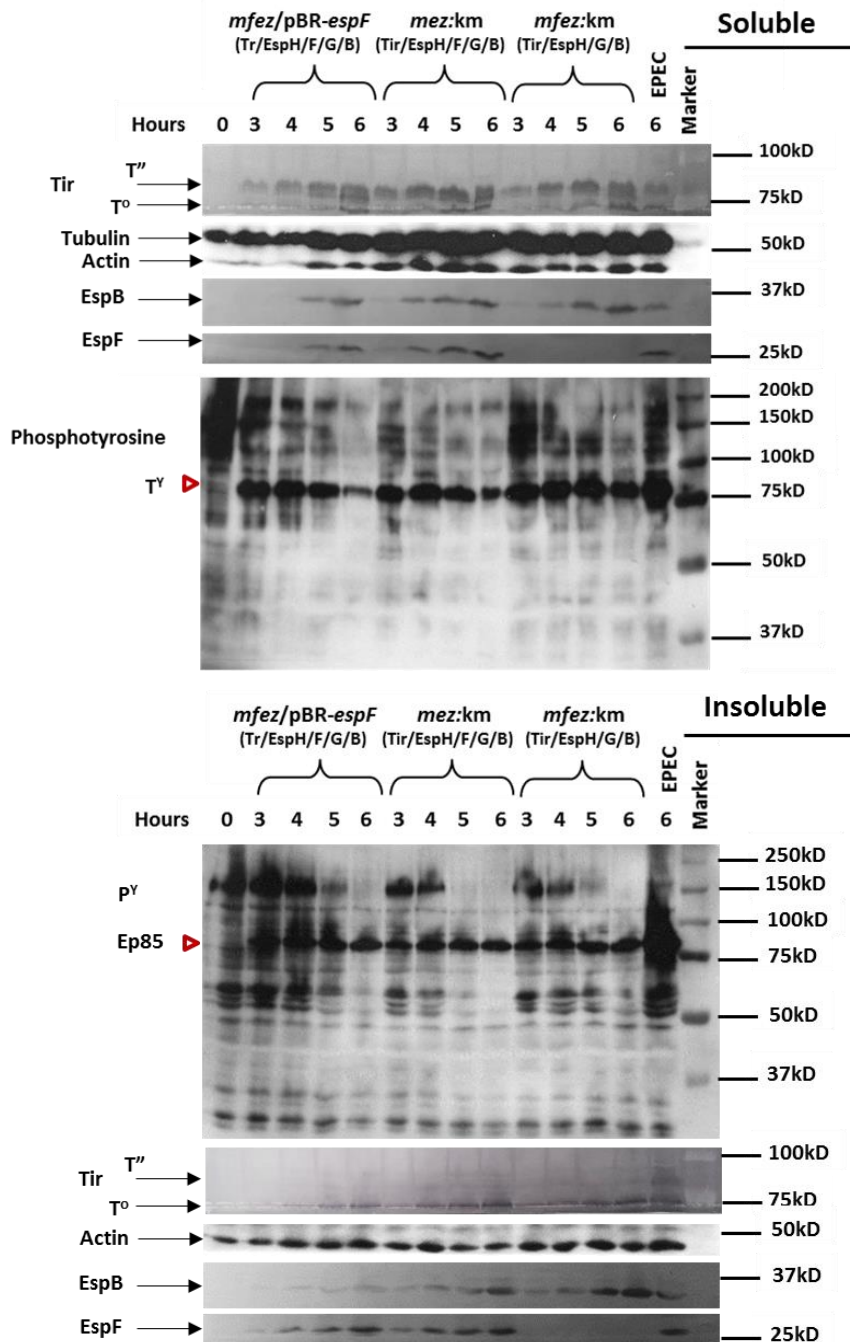 Soluble
mfez/pBR-espF mez:km mfez:km
(Tr/EspH/F/G/B) (Tir/EspH/F/G/B) (Tir/EspH/G/B)
EPEC
Marker
Hours 0 3 4 5 6 3 4 5 6 3 4 5 6 6
100kD
T”
Tir
75kD
Tº
Tubulin
50kD
Actin
37kD
EspB
EspF
25kD
200kD
150kD
Phosphotyrosine
100kD
Tʸ
75kD
50kD
37kD
Insoluble
mfez/pBR-espF mez:km mfez:km
(Tr/EspH/F/G/B) (Tir/EspH/F/G/B) (Tir/EspH/G/B)
EPEC
Marker
Hours 0 3 4 5 6 3 4 5 6 3 4 5 6 6
250kD
Pʸ
150kD
100kD
Ep85
75kD
50kD
37kD
100kD
T”
Tir
75kD
Tº
50kD
Actin
37kD
EspB
EspF
25kD